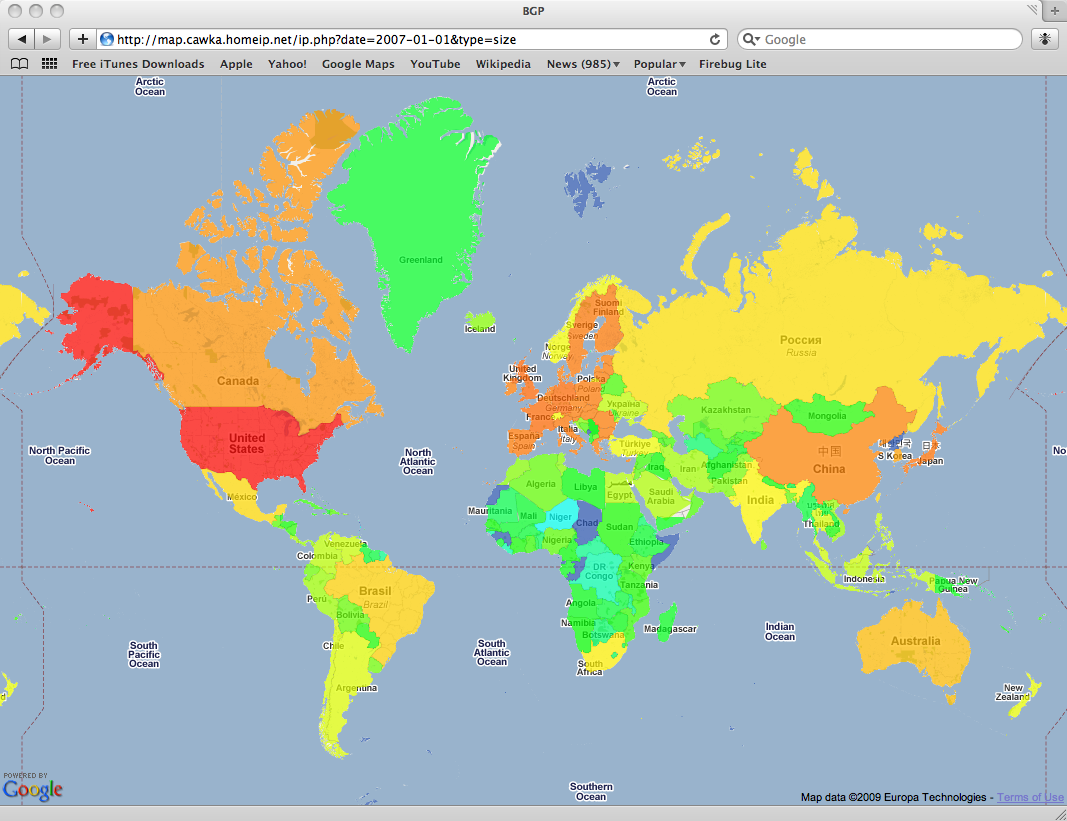 BGP
http://map.cawka.homeip.net/ip.php?date=2007-01-01&type=size
Google
Free iTunes Downloads
Apple
Yahoo!
Google Maps
YouTube
Wikipedia
News (985)
Popular
Firebug Lite
Arctic
Ocean
Arctic
Ocean
Greenland
Iceland
Suomi
Finland
Sverige
Sweden
Norge
Norway
Россия
Russia
Canada
United
Kingdom
Polska
Poland
Deutschland
Germany
Україна
Ukraine
France
Kazakhstan
Mongolia
United
States
España
Spain
Italia
Italy
Türkiye
Turkey
S Korea
日本
Japan
中国
China
North Pacific
Ocean
North
Atlantic
Ocean
No
Iraq
Iran
Afghanistan
Pakistan
Algeria
Libya
Egypt
Saudi
Arabia
India
México
Mauritania
Mali
Niger
Chad
Sudan
Thailand
Nigeria
Ethiopia
Venezuela
Colombia
DR
Congo
Kenya
Tanzania
Indonesia
Papua New
Guinea
Perú
Brasil
Brazil
Bolivia
Angola
Namibia
Botswana
Madagascar
Indian
Ocean
Australia
South
Pacific
Ocean
Chile
South
Atlantic
Ocean
South
Africa
Argentina
New
Zealand
d
Southern
Ocean
POWERED BY
Google
Map data ©2009 Europa Technologies - Terms of Use